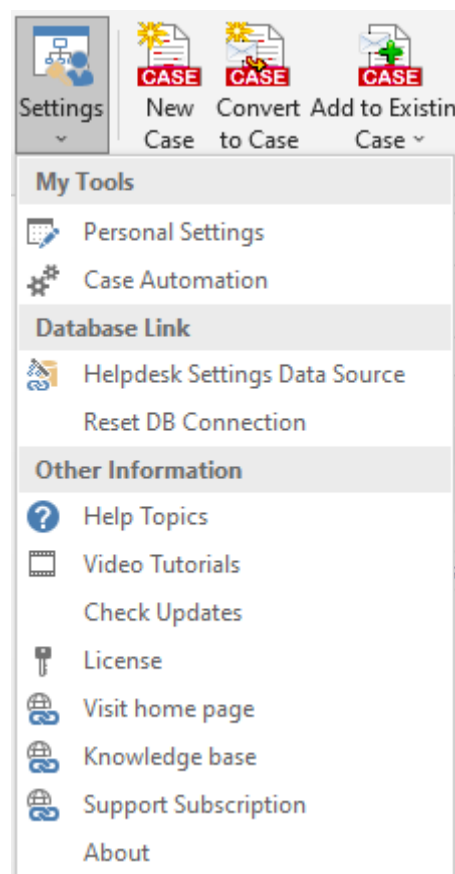 CASE CASE CASE
Settings New Convert Add to Existin
Case to Case Case
My Tools
Personal Settings
Case Automation
Database Link
Helpdesk Settings Data Source
Reset DB Connection
Other Information
Help Topics
Video Tutorials
Check Updates
License
Visit home page
Knowledge base
Support Subscription
About